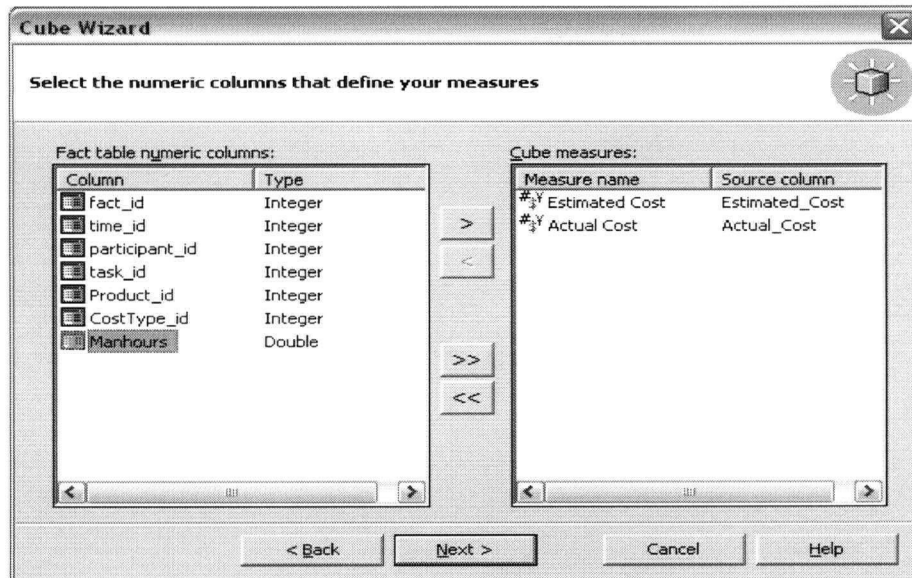 Cube Wizard
Select the numeric columns that define your measures
Fact table numeric columns:
Column Type
fact_id Integer
time_id Integer
participant_id Integer
task_id Integer
Product_id Integer
CostType_id Integer
Manhours Double
>
<
>>
<<
Cube measures:
Measure name Source column
Estimated Cost Estimated_Cost
Actual Cost Actual_Cost
< Back Next > Cancel Help